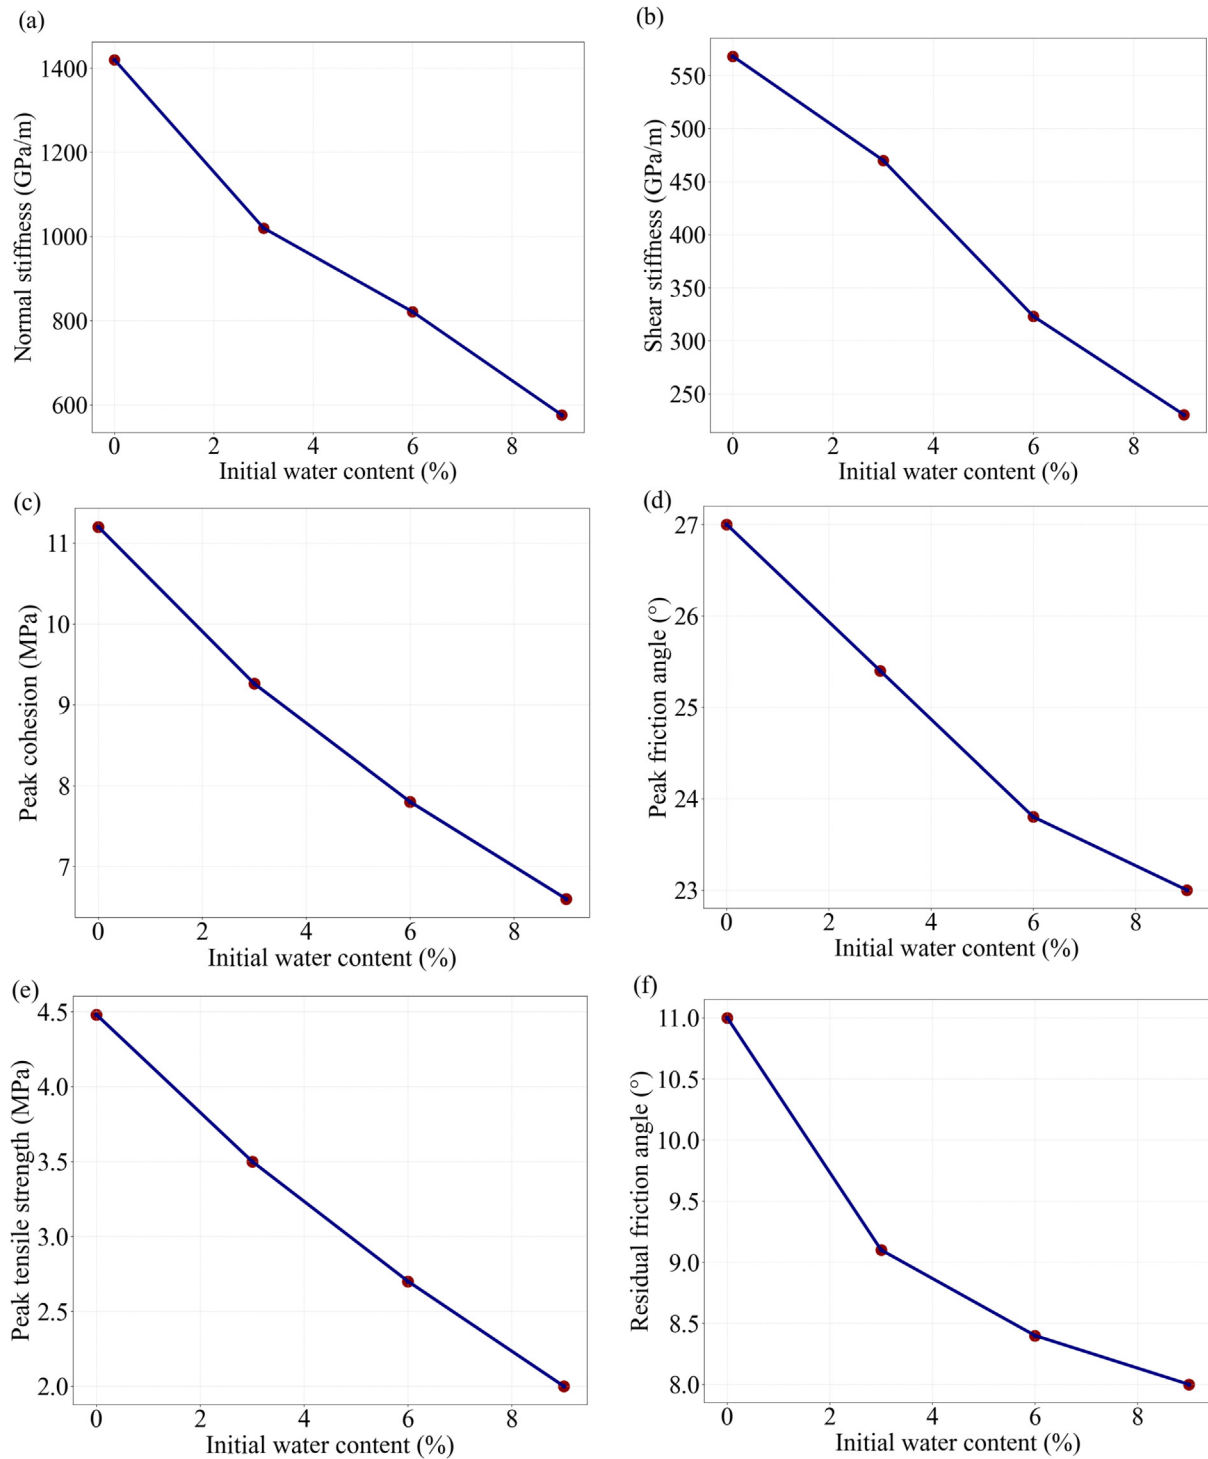 (a)
Normal stiffness (GPa/m)
1400
1200
1000
800
600
0 2 4 6 8
Initial water content (%)
(b)
Shear stiffness (GPa/m)
550
500
450
400
350
300
250
0 2 4 6 8
Initial water content (%)
(c)
Peak cohesion (MPa)
11
10
9
8
7
0 2 4 6 8
Initial water content (%)
(d)
Peak friction angle (°)
27
26
25
24
23
0 2 4 6 8
Initial water content (%)
(e)
Peak tensile strength (MPa)
4.5
4.0
3.5
3.0
2.5
2.0
0 2 4 6 8
Initial water content (%)
(f)
Residual friction angle (°)
11.0
10.5
10.0
9.5
9.0
8.5
8.0
0 2 4 6 8
Initial water content (%)